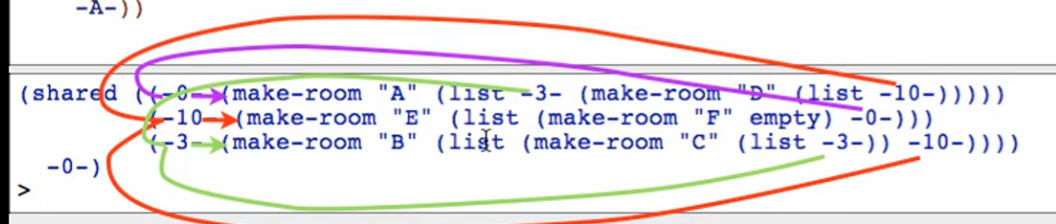 -A-))
(shared ((-0- (make-room "A" (list -3- (make-room "D" (list -10-)))))
(-10- (make-room "E" (list (make-room "F" empty) -0-)))
(-3- (make-room "B" (list (make-room "C" (list -3-)) -10-))))
-0-)
>